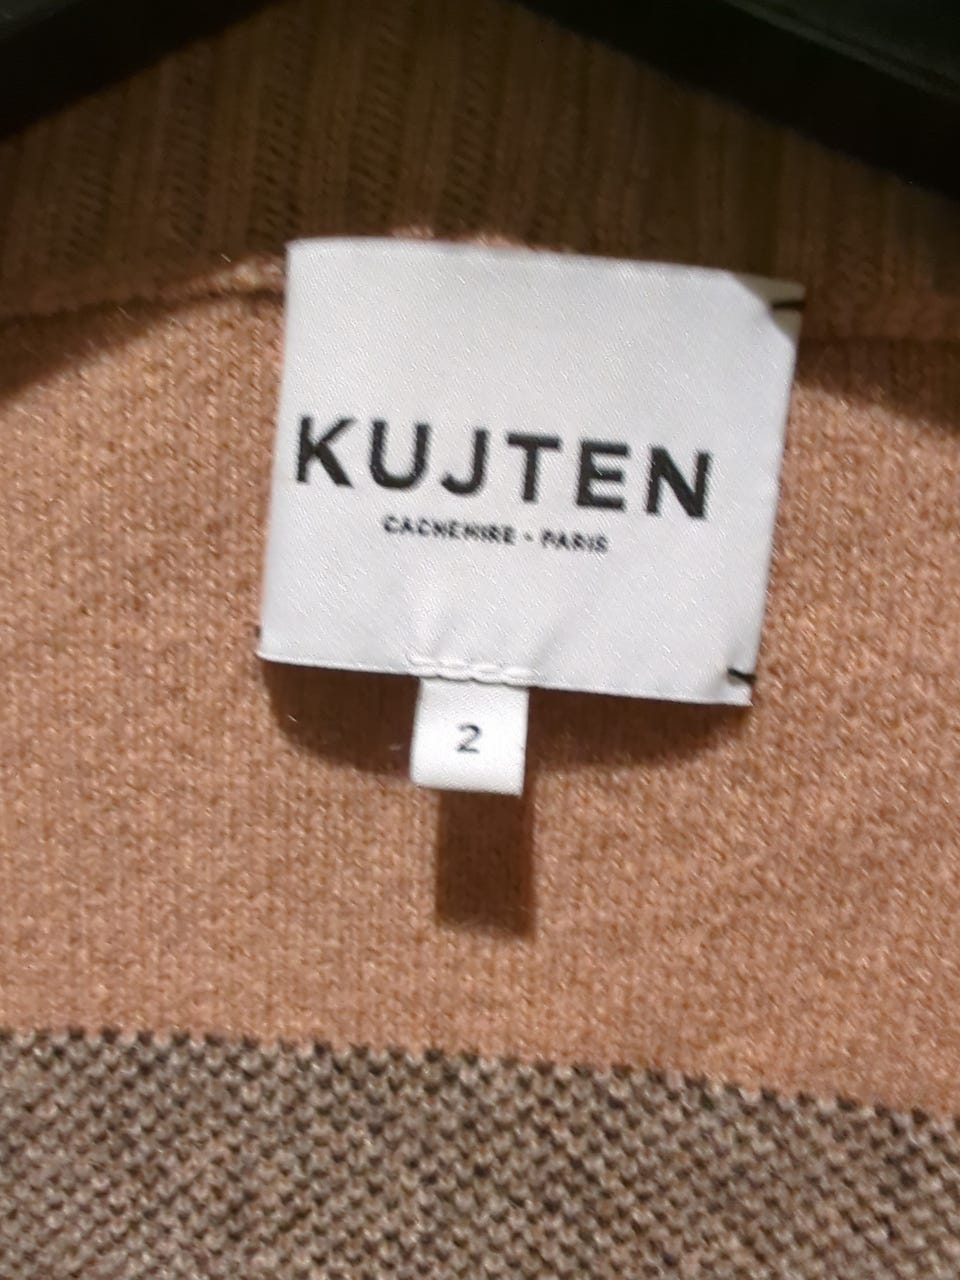 KUJTEN
CACHEMIRE · PARIS
2